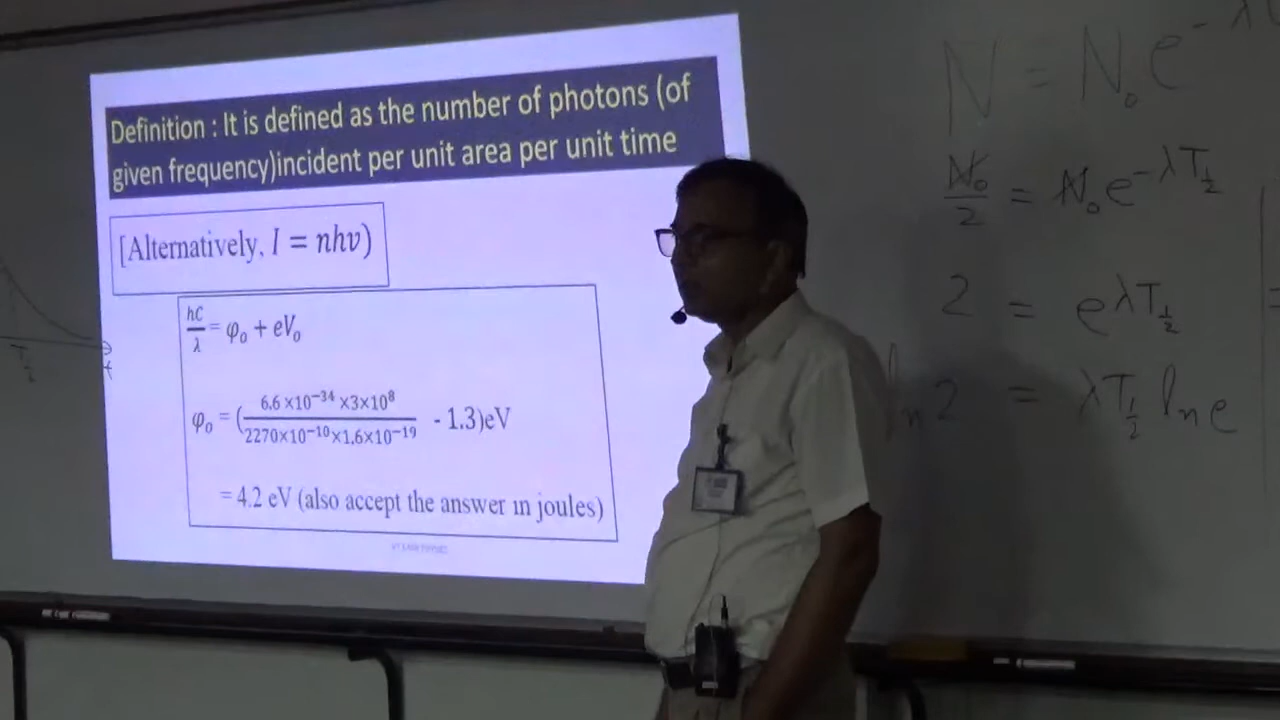 Definition : It is defined as the number of photons (of
given frequency)incident per unit area per unit time
[Alternatively, I = nhν)
hC/λ = φ₀ + eV₀
φ₀ = (6.6 ×10⁻³⁴ ×3×10⁸ / 2270×10⁻¹⁰×1.6×10⁻¹⁹ - 1.3)eV
= 4.2 eV (also accept the answer in joules)
T½
N = N₀e^-λ
N₀/2 = N₀e^-λT½
2 = e^λT½
ln 2 = λT½ ln e